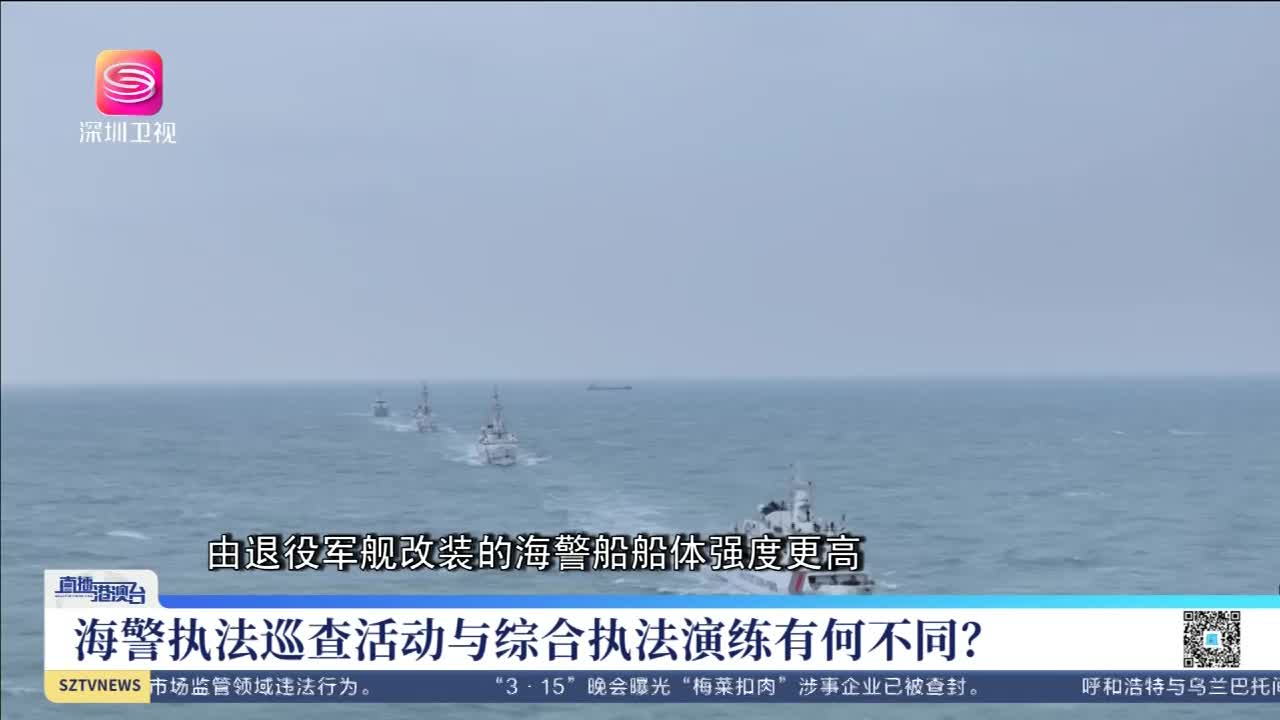 深圳卫视
由退役军舰改装的海警船船体强度更高
直播港澳台
海警执法巡查活动与综合执法演练有何不同？
SZTVNEWS
市场监管领域违法行为。 “3·15”晚会曝光“梅菜扣肉”涉事企业已被查封。 呼和浩特与乌兰巴托间